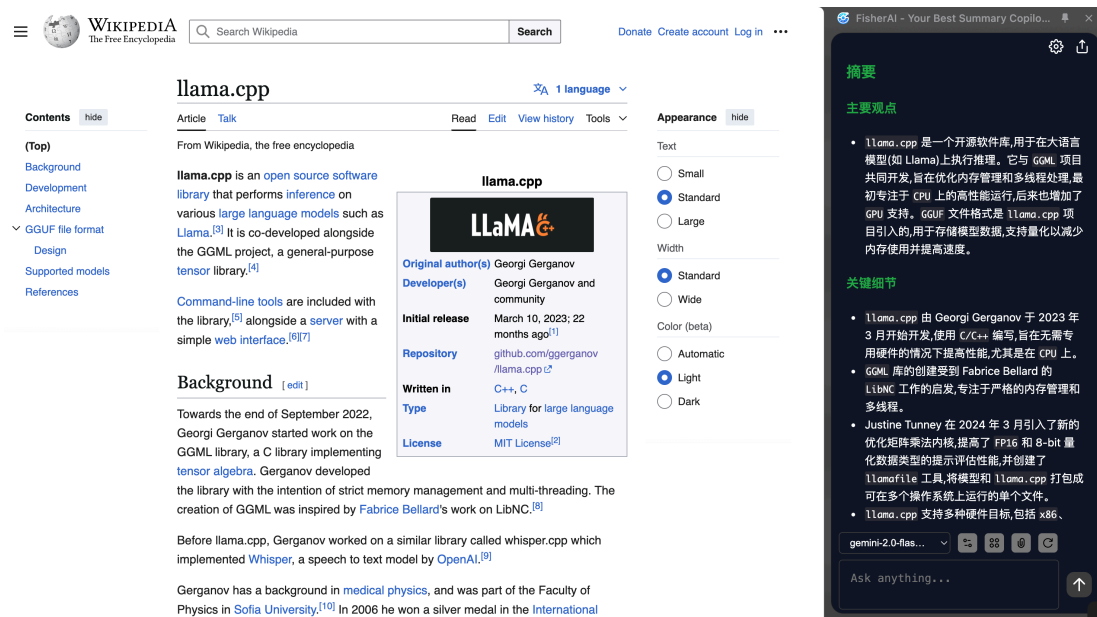 WIKIPEDIA
The Free Encyclopedia
Search Wikipedia
Search
Donate Create account Log in
Contents hide
(Top)
Background
Development
Architecture
GGUF file format
Design
Supported models
References
llama.cpp
1 language
Article Talk
Read Edit View history Tools
From Wikipedia, the free encyclopedia
llama.cpp is an open source software
library that performs inference on
various large language models such as
Llama.[3] It is co-developed alongside
the GGML project, a general-purpose
tensor library.[4]
Command-line tools are included with
the library,[5] alongside a server with a
simple web interface.[6][7]
llama.cpp
LLaMA C++
Original author(s) Georgi Gerganov
Developer(s) Georgi Gerganov and
community
Initial release March 10, 2023; 22
months ago[1]
Repository github.com/ggerganov
/llama.cpp
Written in C++, C
Type Library for large language
models
License MIT License[2]
Background [ edit ]
Towards the end of September 2022,
Georgi Gerganov started work on the
GGML library, a C library implementing
tensor algebra. Gerganov developed
the library with the intention of strict memory management and multi-threading. The
creation of GGML was inspired by Fabrice Bellard's work on LibNC.[8]
Before llama.cpp, Gerganov worked on a similar library called whisper.cpp which
implemented Whisper, a speech to text model by OpenAI.[9]
Gerganov has a background in medical physics, and was part of the Faculty of
Physics in Sofia University.[10] In 2006 he won a silver medal in the International
Appearance hide
Text
Small
Standard
Large
Width
Standard
Wide
Color (beta)
Automatic
Light
Dark
FisherAI - Your Best Summary Copilo...
摘要
主要观点
llama.cpp 是一个开源软件库,用于在大语言
模型(如 Llama)上执行推理。它与 GGML 项目
共同开发,旨在优化内存管理和多线程处理,最
初专注于 CPU 上的高性能运行,后来也增加了
GPU 支持。GGUF 文件格式是 llama.cpp 项
目引入的,用于存储模型数据,支持量化以减少
内存使用并提高速度。
关键细节
llama.cpp 由 Georgi Gerganov 于 2023 年
3 月开始开发,使用 C/C++ 编写,旨在无需专
用硬件的情况下提高性能,尤其是在 CPU 上。
GGML 库的创建受到 Fabrice Bellard 的
LibNC 工作的启发,专注于严格的内存管理和
多线程。
Justine Tunney 在 2024 年 3 月引入了新的
优化矩阵乘法内核,提高了 FP16 和 8-bit 量
化数据类型的提示评估性能,并创建了
llamafile 工具,将模型和 llama.cpp 打包成
可在多个操作系统上运行的单个文件。
llama.cpp 支持多种硬件目标,包括 x86、
gemini-2.0-flas...
Ask anything...